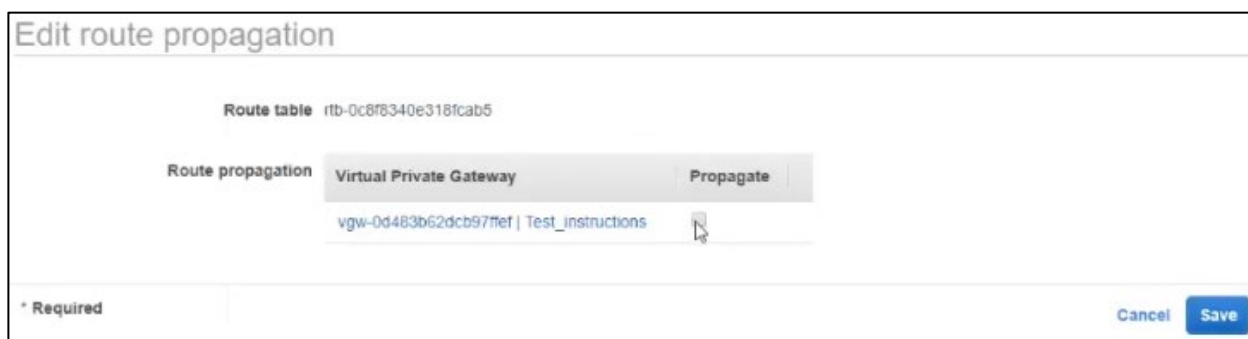 Edit route propagation
Route table rtb-0c8f8340e318fcab5
Route propagation
Virtual Private Gateway Propagate
vgw-0d483b62dcb97ffef | Test_instructions
* Required
Cancel Save